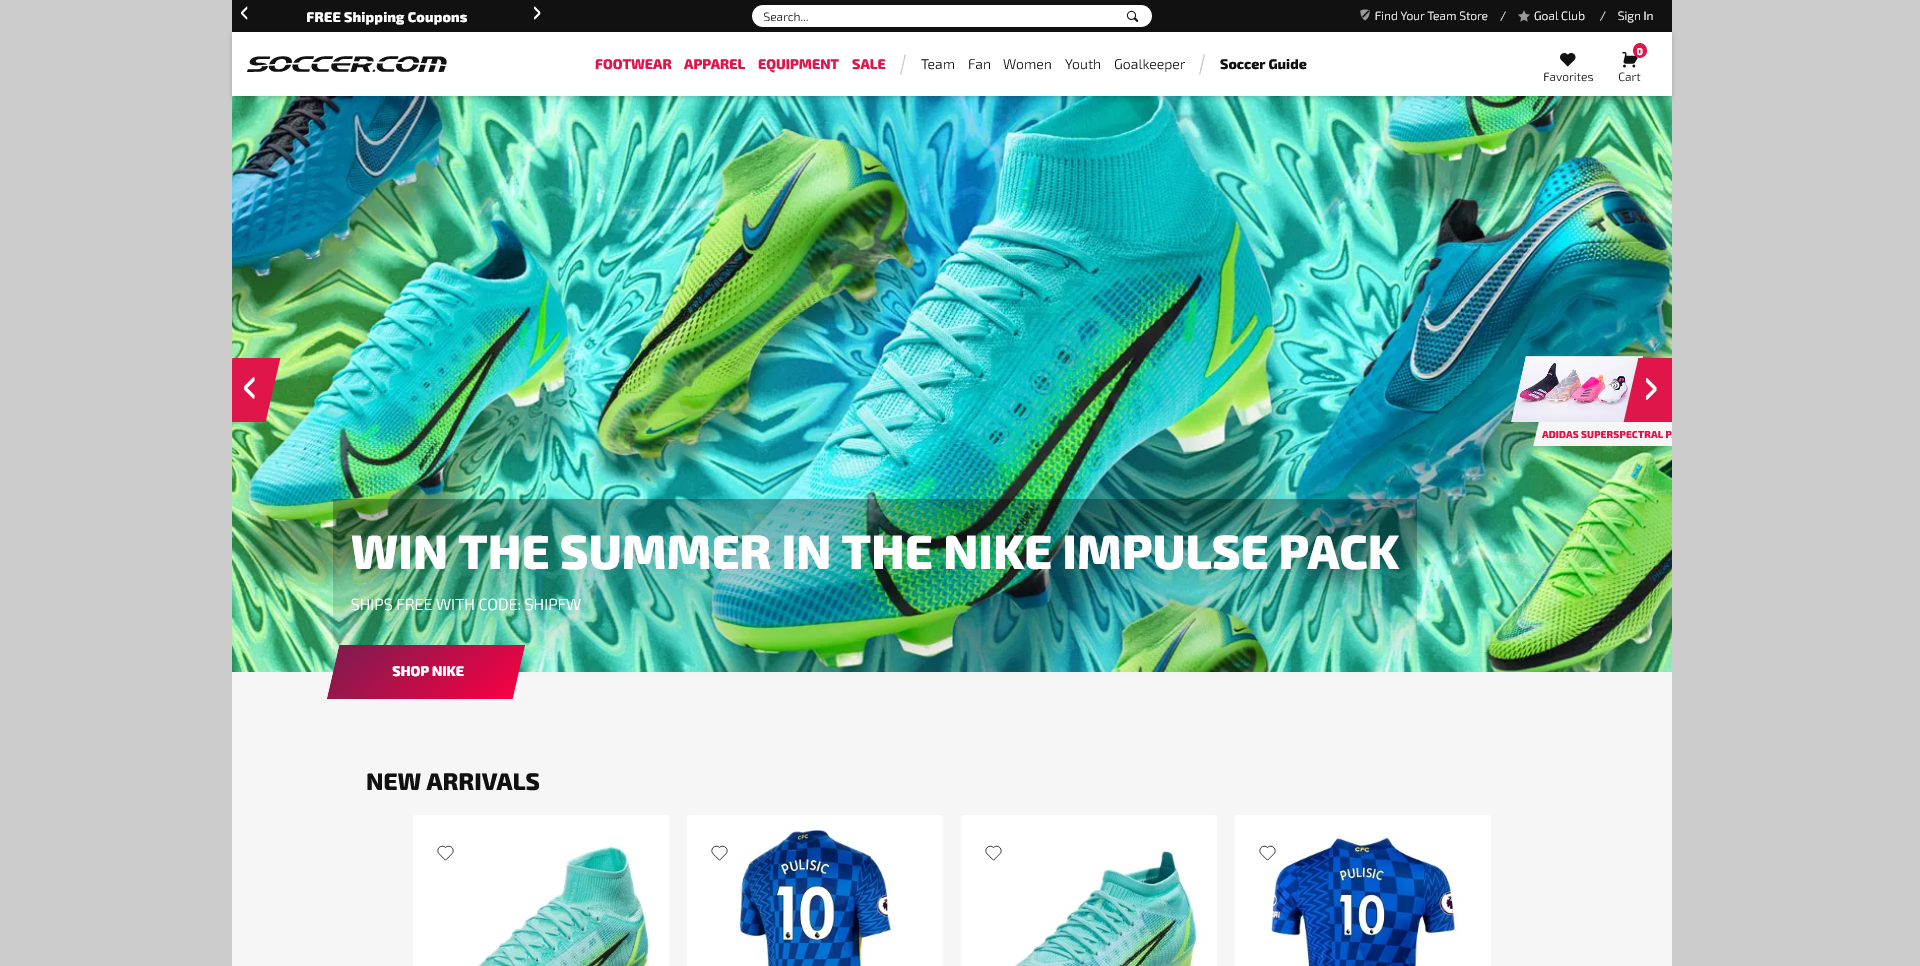 FREE Shipping Coupons
Search...
Find Your Team Store / Goal Club / Sign In
SOCCER.COM
FOOTWEAR APPAREL EQUIPMENT SALE / Team Fan Women Youth Goalkeeper / Soccer Guide
0
Favorites
Cart
ADIDAS SUPERSPECTRAL P
WIN THE SUMMER IN THE NIKE IMPULSE PACK
SHIPS FREE WITH CODE: SHIPFW
SHOP NIKE
NEW ARRIVALS
CFC
PULISIC
10
CFC
PULISIC
10